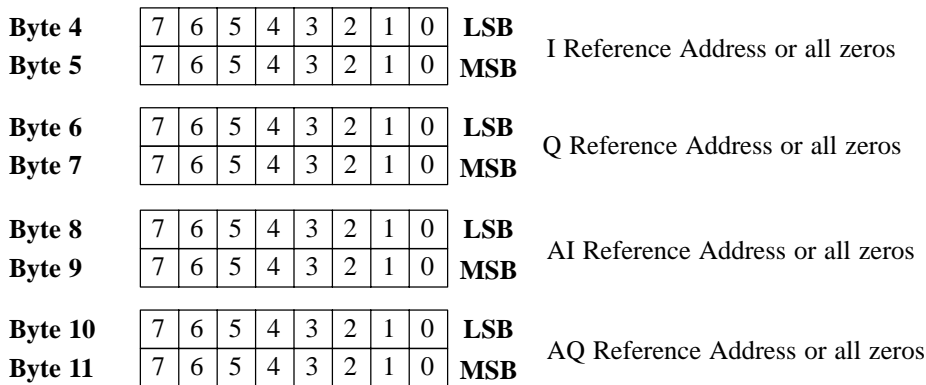 Byte 4 7 6 5 4 3 2 1 0 LSB
I Reference Address or all zeros
Byte 5 7 6 5 4 3 2 1 0 MSB
Byte 6 7 6 5 4 3 2 1 0 LSB
Q Reference Address or all zeros
Byte 7 7 6 5 4 3 2 1 0 MSB
Byte 8 7 6 5 4 3 2 1 0 LSB
AI Reference Address or all zeros
Byte 9 7 6 5 4 3 2 1 0 MSB
Byte 10 7 6 5 4 3 2 1 0 LSB
AQ Reference Address or all zeros
Byte 11 7 6 5 4 3 2 1 0 MSB